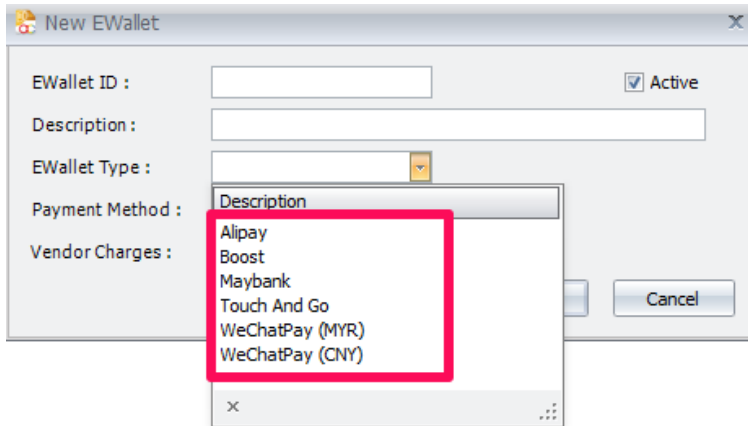 New EWallet
EWallet ID :
Active
Description :
EWallet Type :
Description
Payment Method :
Alipay
Boost
Vendor Charges :
Maybank
Touch And Go
Cancel
WeChatPay (MYR)
WeChatPay (CNY)